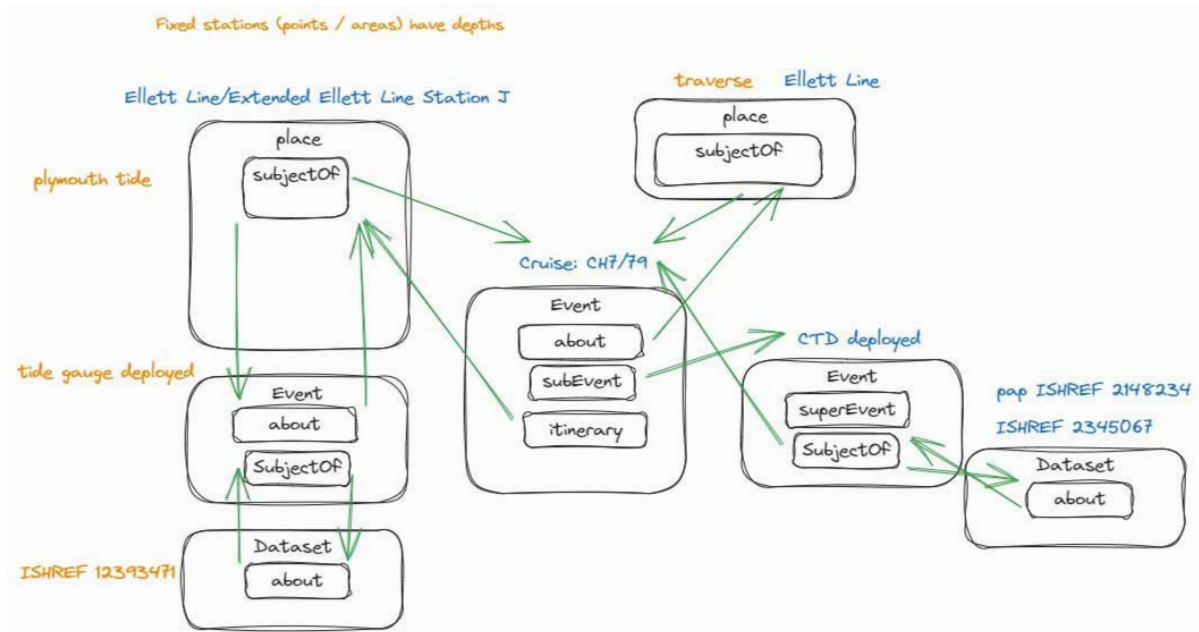 Fixed stations (points / areas) have depths
traverse Ellett Line
Ellett Line/Extended Ellett Line Station J
place
subjectOf
place
subjectOf
plymouth tide
Cruise: CH7/79
Event
about
subEvent
itinerary
CTD deployed
Event
superEvent
SubjectOf
tide gauge deployed
Event
about
SubjectOf
pap ISHREF 2148234
ISHREF 2345067
Dataset
about
Dataset
about
ISHREF 12393471